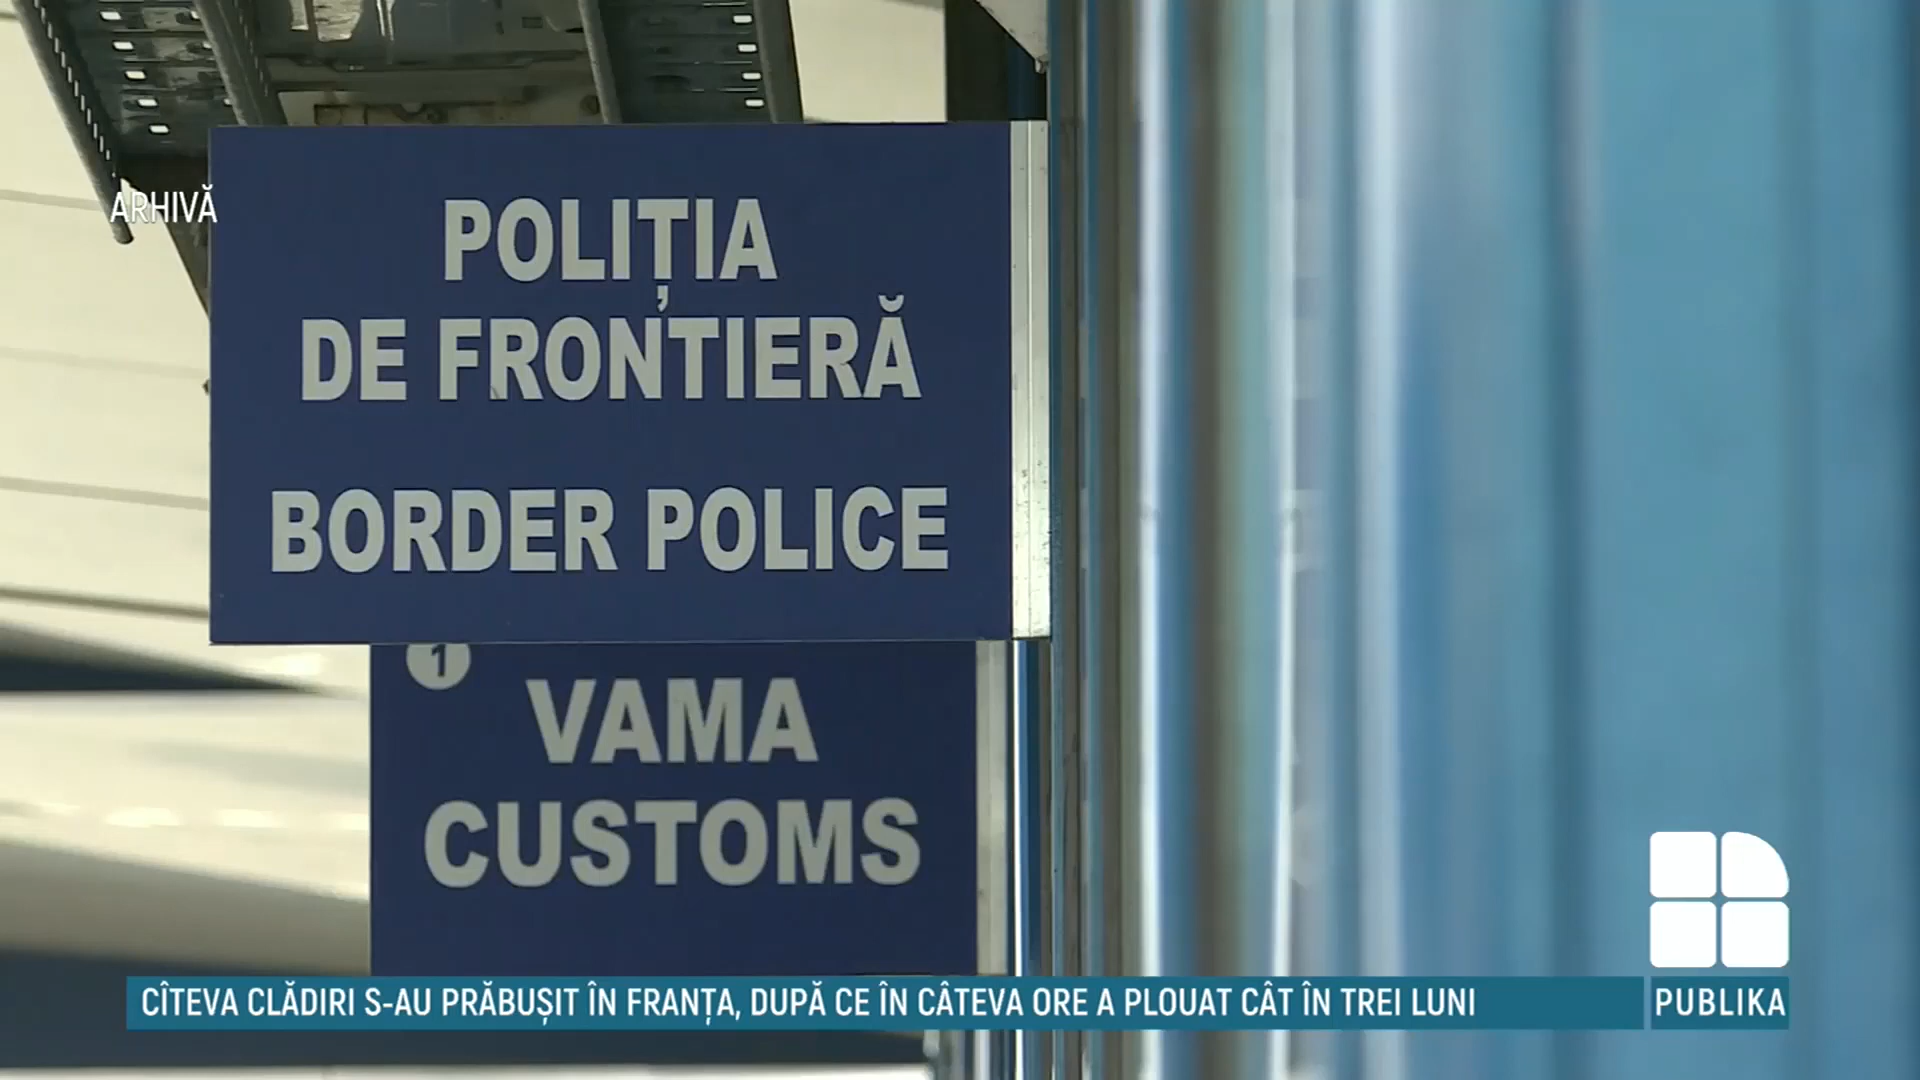 ARHIVĂ
POLIȚIA
DE FRONTIERĂ
BORDER POLICE
1
VAMA
CUSTOMS
CÎTEVA CLĂDIRI S-AU PRĂBUȘIT ÎN FRANȚA, DUPĂ CE ÎN CÂTEVA ORE A PLOUAT CÂT ÎN TREI LUNI
PUBLIKA